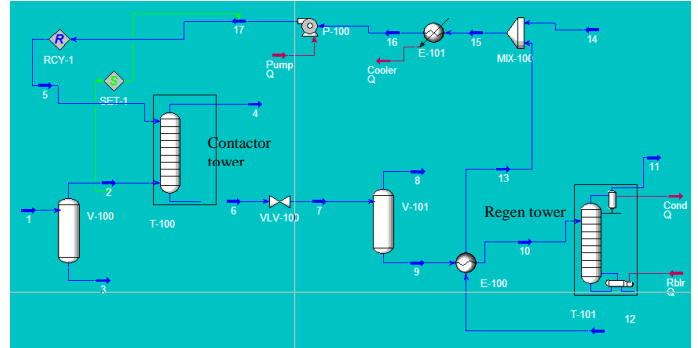 17
P-100
16
15
14
R
RCY-1
Pump
Q
Cooler
Q
E-101
MIX-100
S
SET-1
5
4
Contactor
tower
11
8
13
Regen tower
Cond
Q
2
6
7
1
V-100
T-100
VLV-100
V-101
10
9
3
E-100
Rblr
Q
T-101
12